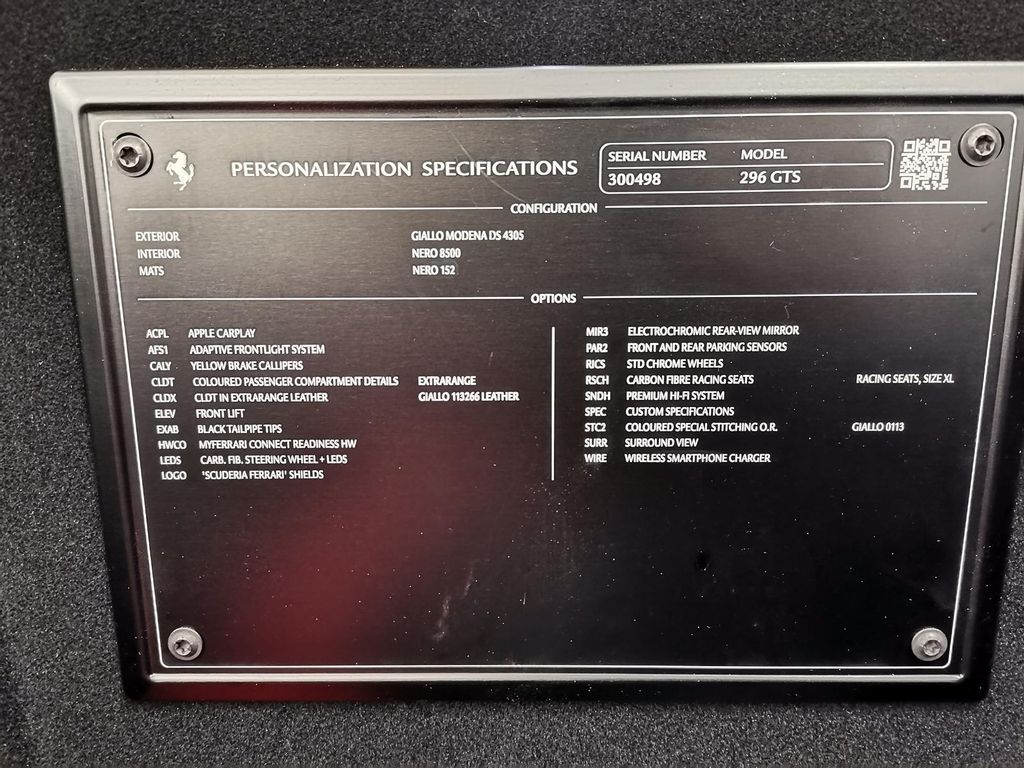 PERSONALIZATION SPECIFICATIONS
SERIAL NUMBER MODEL
300498 296 GTS
CONFIGURATION
EXTERIOR GIALLO MODENA DS 4305
INTERIOR NERO 8500
MATS NERO 152
OPTIONS
ACPL APPLE CARPLAY
AFS1 ADAPTIVE FRONTLIGHT SYSTEM
CALY YELLOW BRAKE CALLIPERS
CLDT COLOURED PASSENGER COMPARTMENT DETAILS EXTRARANGE
CLDX CLDT IN EXTRARANGE LEATHER GIALLO 113266 LEATHER
ELEV FRONT LIFT
EXAB BLACK TAILPIPE TIPS
HWCO MYFERRARI CONNECT READINESS HW
LEDS CARB. FIB. STEERING WHEEL + LEDS
LOGO 'SCUDERIA FERRARI' SHIELDS
MIR3 ELECTROCHROMIC REAR-VIEW MIRROR
PAR2 FRONT AND REAR PARKING SENSORS
RICS STD CHROME WHEELS
RSCH CARBON FIBRE RACING SEATS RACING SEATS, SIZE XL
SNDH PREMIUM HI-FI SYSTEM
SPEC CUSTOM SPECIFICATIONS
STC2 COLOURED SPECIAL STITCHING O.R. GIALLO 0113
SURR SURROUND VIEW
WIRE WIRELESS SMARTPHONE CHARGER